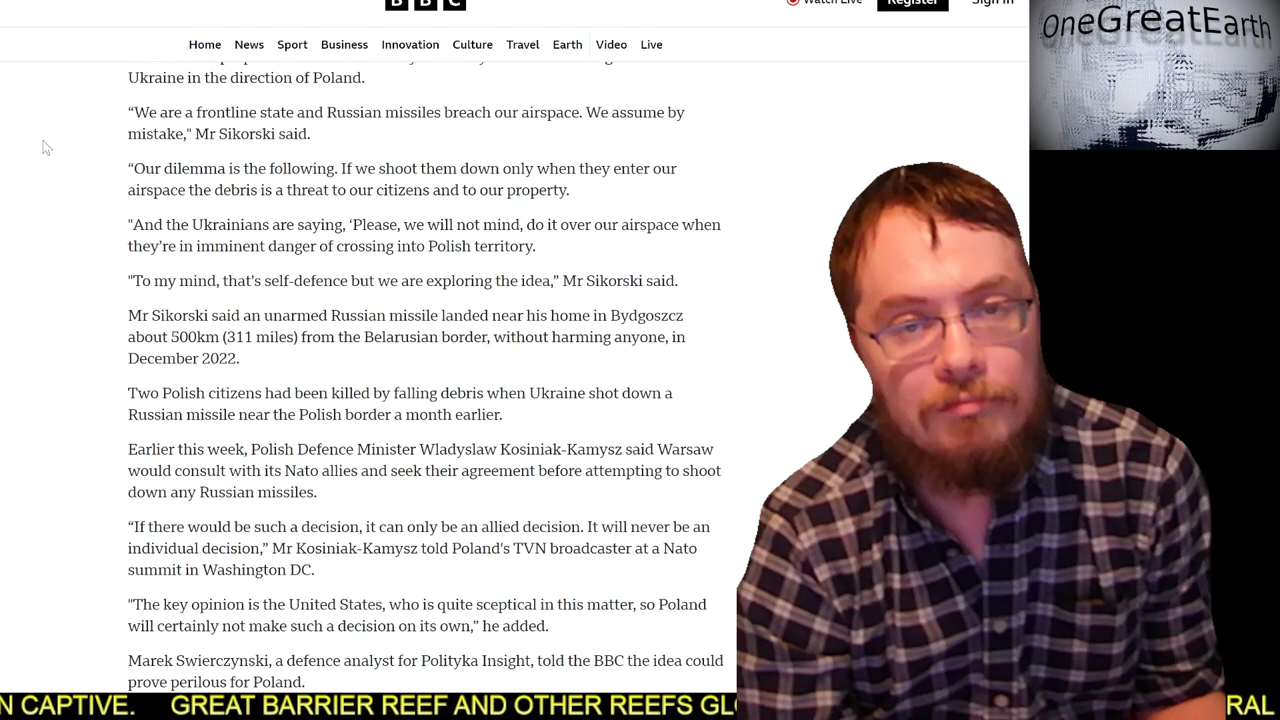 BBC
Watch Live
Register
Sign In
OneGreatEarth
Home News Sport Business Innovation Culture Travel Earth Video Live
Ukraine in the direction of Poland.
“We are a frontline state and Russian missiles breach our airspace. We assume by
mistake," Mr Sikorski said.
“Our dilemma is the following. If we shoot them down only when they enter our
airspace the debris is a threat to our citizens and to our property.
"And the Ukrainians are saying, ‘Please, we will not mind, do it over our airspace when
they’re in imminent danger of crossing into Polish territory.
"To my mind, that’s self-defence but we are exploring the idea,” Mr Sikorski said.
Mr Sikorski said an unarmed Russian missile landed near his home in Bydgoszcz
about 500km (311 miles) from the Belarusian border, without harming anyone, in
December 2022.
Two Polish citizens had been killed by falling debris when Ukraine shot down a
Russian missile near the Polish border a month earlier.
Earlier this week, Polish Defence Minister Wladyslaw Kosiniak-Kamysz said Warsaw
would consult with its Nato allies and seek their agreement before attempting to shoot
down any Russian missiles.
“If there would be such a decision, it can only be an allied decision. It will never be an
individual decision,” Mr Kosiniak-Kamysz told Poland's TVN broadcaster at a Nato
summit in Washington DC.
"The key opinion is the United States, who is quite sceptical in this matter, so Poland
will certainly not make such a decision on its own,” he added.
Marek Swierczynski, a defence analyst for Polityka Insight, told the BBC the idea could
prove perilous for Poland.
N CAPTIVE. GREAT BARRIER REEF AND OTHER REEFS GL RAL